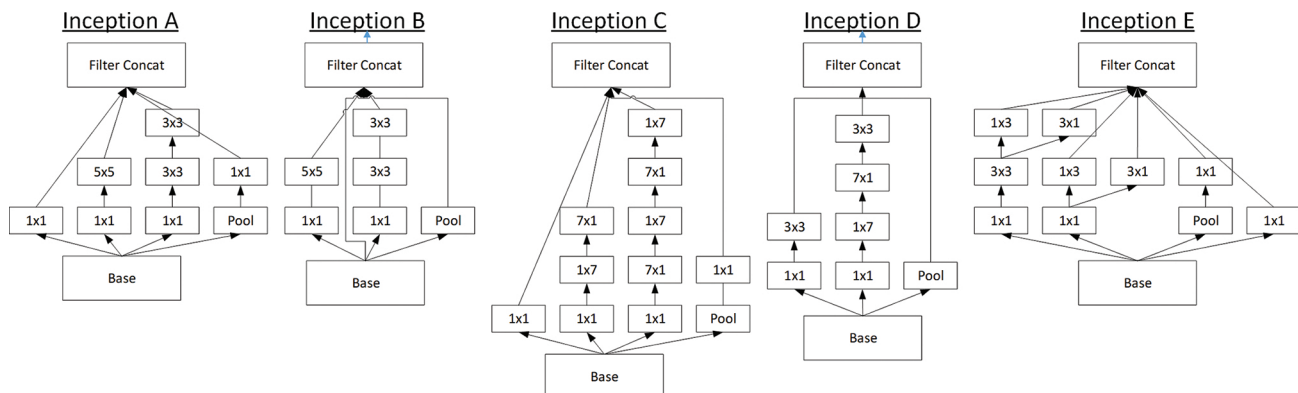 Inception A
Filter Concat
3x3
5x5
3x3
1x1
1x1
1x1
1x1
Pool
Base
Inception B
Filter Concat
3x3
5x5
3x3
1x1
1x1
Pool
Base
Inception C
Filter Concat
1x7
7x1
7x1
1x7
1x7
7x1
1x1
1x1
1x1
1x1
Pool
Base
Inception D
Filter Concat
3x3
7x1
3x3
1x7
1x1
1x1
Pool
Base
Inception E
Filter Concat
1x3
3x1
3x3
1x3
3x1
1x1
1x1
1x1
Pool
1x1
Base